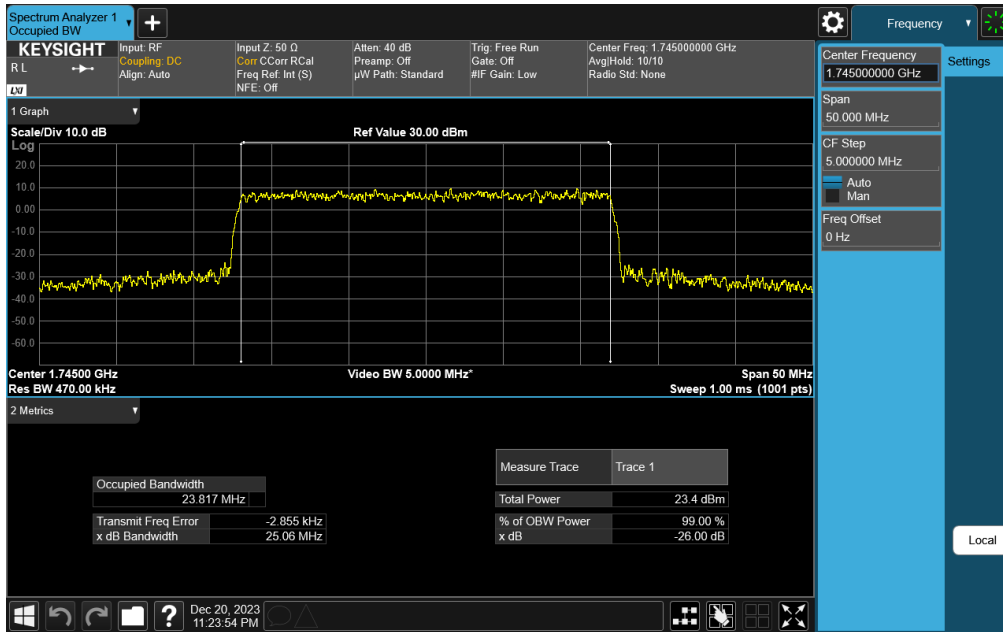 Spectrum Analyzer 1
Occupied BW
Frequency
KEYSIGHT
R L
LXI
Input: RF
Coupling: DC
Align: Auto
Input Z: 50 Ω
Corr CCorr RCal
Freq Ref: Int (S)
NFE: Off
Atten: 40 dB
Preamp: Off
µW Path: Standard
Trig: Free Run
Gate: Off
#IF Gain: Low
Center Freq: 1.745000000 GHz
Avg|Hold: 10/10
Radio Std: None
Center Frequency
1.745000000 GHz
Settings
Span
50.000 MHz
CF Step
5.000000 MHz
Auto
Man
Freq Offset
0 Hz
Local
1 Graph
Scale/Div 10.0 dB
Ref Value 30.00 dBm
Log
20.0
10.0
0.00
-10.0
-20.0
-30.0
-40.0
-50.0
-60.0
Center 1.74500 GHz
Video BW 5.0000 MHz*
Span 50 MHz
Res BW 470.00 kHz
Sweep 1.00 ms (1001 pts)
2 Metrics
Measure Trace
Trace 1
Occupied Bandwidth
23.817 MHz
Total Power
23.4 dBm
Transmit Freq Error
-2.855 kHz
% of OBW Power
99.00 %
x dB Bandwidth
25.06 MHz
x dB
-26.00 dB
?
Dec 20, 2023
11:23:54 PM